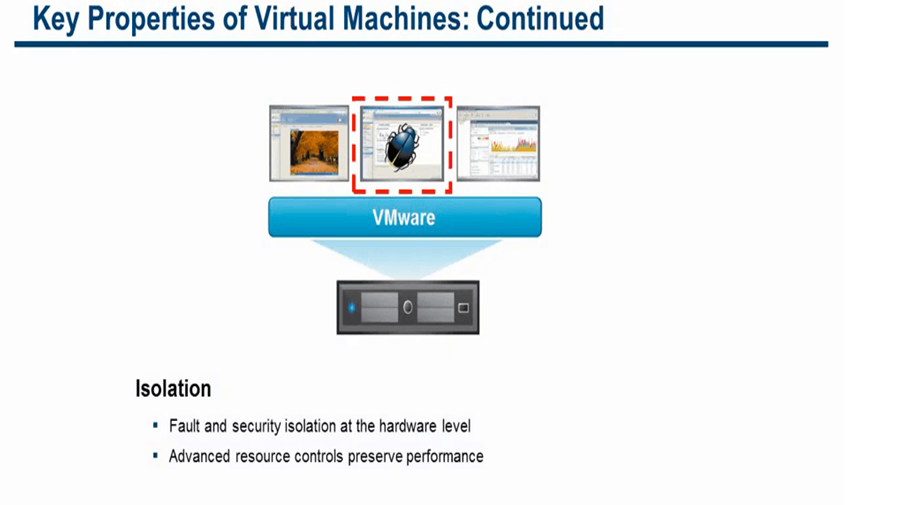 Key Properties of Virtual Machines: Continued
VMware
Isolation
Fault and security isolation at the hardware level
Advanced resource controls preserve performance